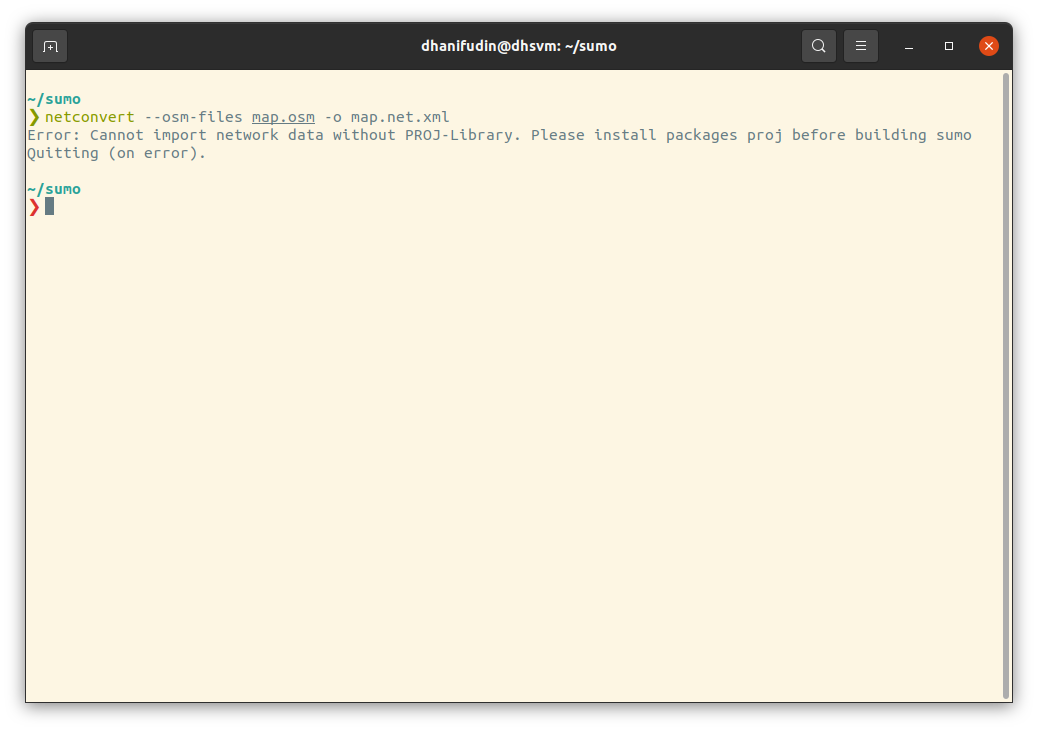 dhanifudin@dhsvm: ~/sumo
~/sumo
❯ netconvert --osm-files map.osm -o map.net.xml
Error: Cannot import network data without PROJ-Library. Please install packages proj before building sumo
Quitting (on error).
~/sumo
❯